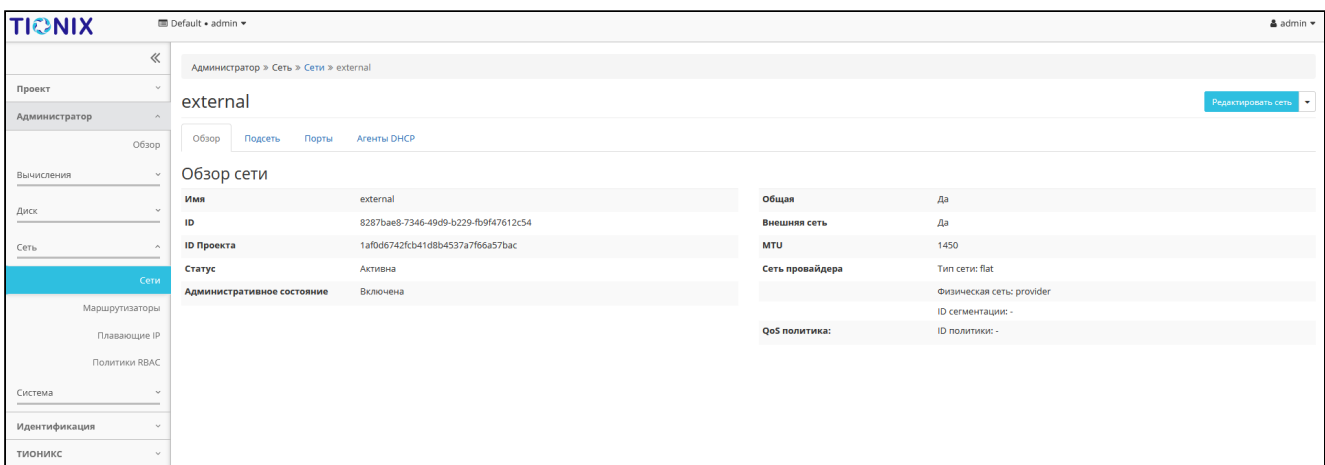 TIONIX
Default • admin
admin
Администратор » Сеть » Сети » external
Проект
Администратор
Обзор
Вычисления
Диск
Сеть
Сети
Маршрутизаторы
Плавающие IP
Политики RBAC
Система
Идентификация
ТИОНИКС
external
Редактировать сеть
Обзор Подсеть Порты Агенты DHCP
Обзор сети
Имя external
ID 8287bae8-7346-49d9-b229-fb9f47612c54
ID Проекта 1af0d6742fcb41d8b4537a7f66a57bac
Статус Активна
Административное состояние Включена
Общая Да
Внешняя сеть Да
MTU 1450
Сеть провайдера Тип сети: flat
Физическая сеть: provider
ID сегментации: -
QoS политика: ID политики: -